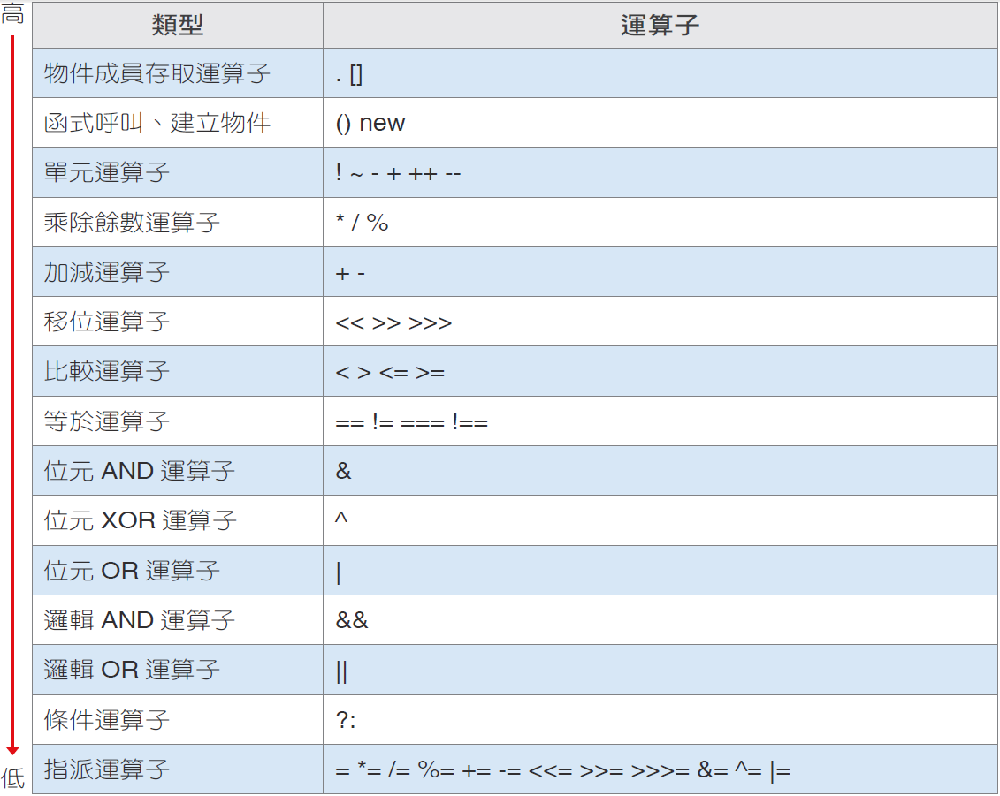 高
類型 運算子
物件成員存取運算子 . []
函式呼叫、建立物件 () new
單元運算子 ! ~ - + ++ --
乘除餘數運算子 * / %
加減運算子 + -
移位運算子 << >> >>>
比較運算子 < > <= >=
等於運算子 == != === !==
位元 AND 運算子 &
位元 XOR 運算子 ^
位元 OR 運算子 |
邏輯 AND 運算子 &&
邏輯 OR 運算子 ||
條件運算子 ?:
指派運算子 = *= /= %= += -= <<= >>= >>>= &= ^= |=
低